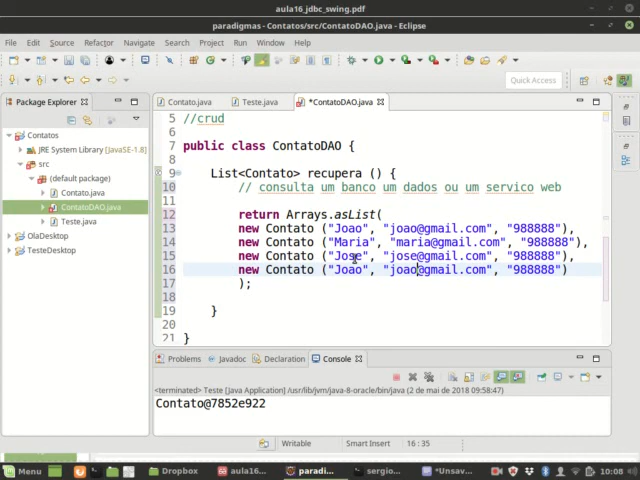 aula16_jdbc_swing.pdf
paradigmas - Contatos/src/ContatoDAO.java - Eclipse
File Edit Source Refactor Navigate Search Project Run Window Help
Quick Access
Package Explorer
Contato.java Teste.java *ContatoDAO.java
Contatos
JRE System Library [JavaSE-1.8]
src
(default package)
Contato.java
ContatoDAO.java
Teste.java
OlaDesktop
TesteDesktop
5 //crud
6
7 public class ContatoDAO {
8
9 List<Contato> recupera () {
10 // consulta um banco um dados ou um servico web
11
12 return Arrays.asList(
13 new Contato ("Joao", "joao@gmail.com", "988888"),
14 new Contato ("Maria", "maria@gmail.com", "988888"),
15 new Contato ("Jose", "jose@gmail.com", "988888"),
16 new Contato ("Joao", "joao@gmail.com", "988888")
17 );
18
19 }
20
21 }
Problems Javadoc Declaration Console
<terminated> Teste [Java Application] /usr/lib/jvm/java-8-oracle/bin/java (2 de mai de 2018 09:58:47)
Contato@7852e922
Writable Smart Insert 16 : 35
Menu Dropbox aula16... paradi... sergio... *Unsav... 10:08